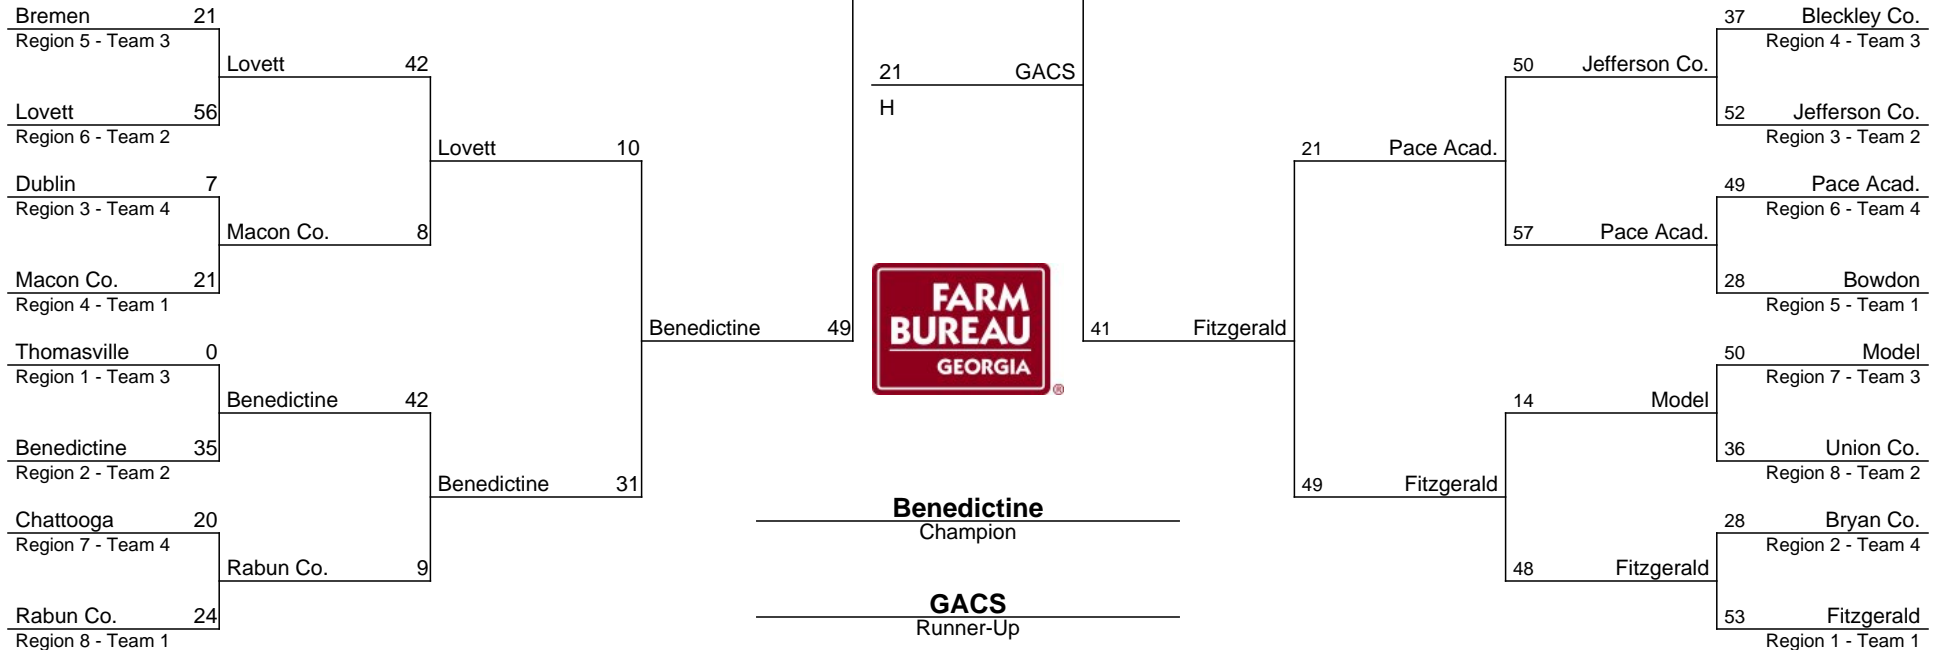 Bremen 21
Region 5 - Team 3
Lovett 42
Lovett 56
Region 6 - Team 2
Lovett 10
Dublin 7
Region 3 - Team 4
Macon Co. 8
Macon Co. 21
Region 4 - Team 1
Benedictine 49
Thomasville 0
Region 1 - Team 3
Benedictine 42
Benedictine 35
Region 2 - Team 2
Benedictine 31
Chattooga 20
Region 7 - Team 4
Rabun Co. 9
Rabun Co. 24
Region 8 - Team 1
21 GACS
H
FARM
BUREAU
GEORGIA
®
Benedictine
Champion
GACS
Runner-Up
37 Bleckley Co.
Region 4 - Team 3
50 Jefferson Co.
52 Jefferson Co.
Region 3 - Team 2
21 Pace Acad.
49 Pace Acad.
Region 6 - Team 4
57 Pace Acad.
28 Bowdon
Region 5 - Team 1
41 Fitzgerald
50 Model
Region 7 - Team 3
14 Model
36 Union Co.
Region 8 - Team 2
49 Fitzgerald
28 Bryan Co.
Region 2 - Team 4
48 Fitzgerald
53 Fitzgerald
Region 1 - Team 1